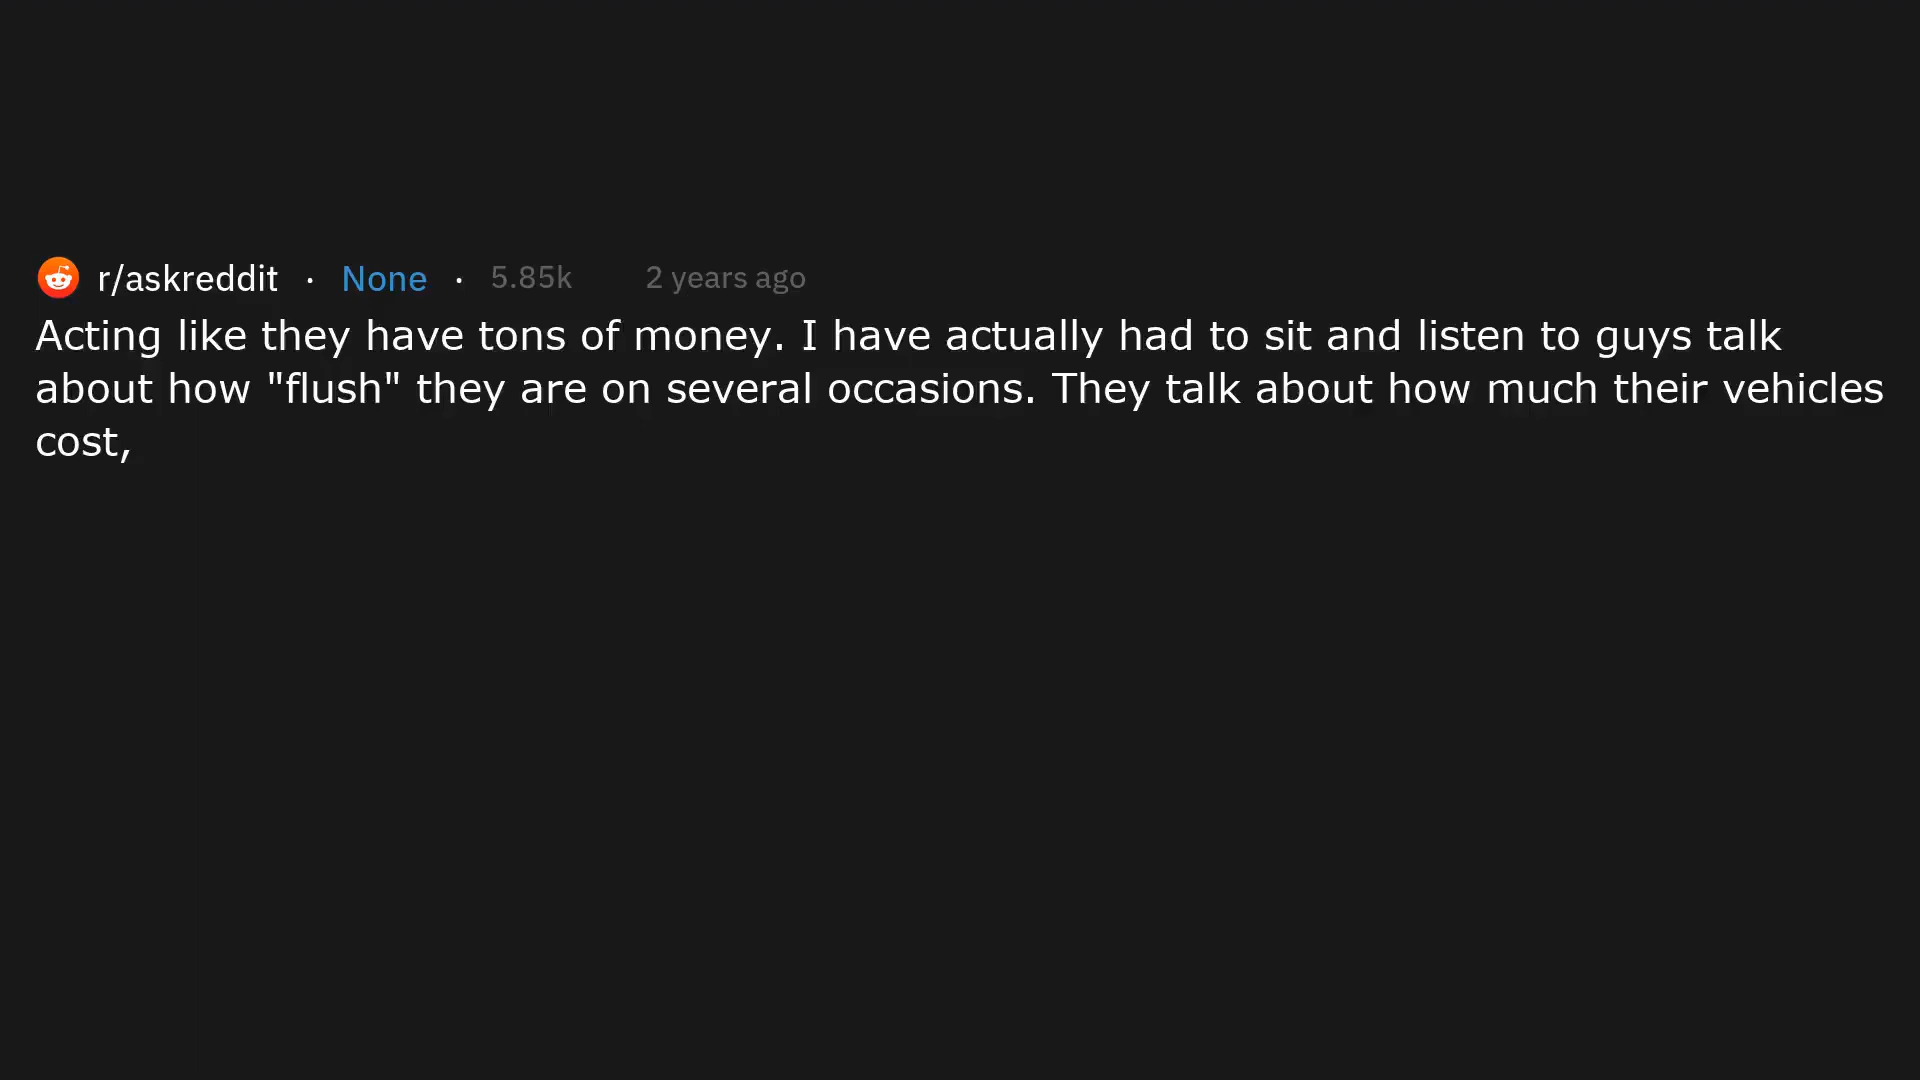 r/askreddit · None · 5.85k 2 years ago
Acting like they have tons of money. I have actually had to sit and listen to guys talk
about how "flush" they are on several occasions. They talk about how much their vehicles
cost,